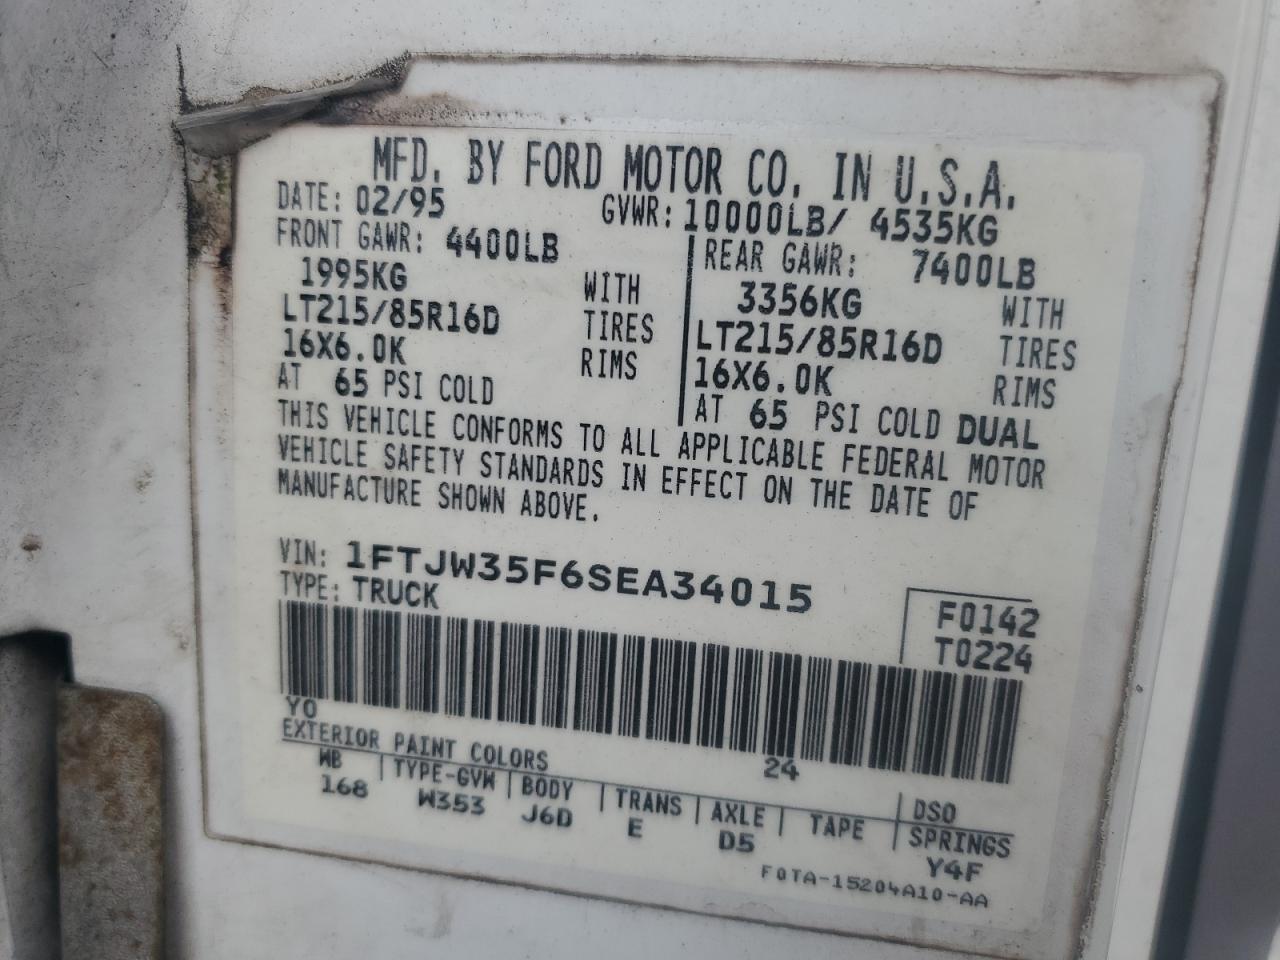 MFD. BY FORD MOTOR CO. IN U.S.A.
DATE: 02/95 GVWR: 10000LB/ 4535KG
FRONT GAWR: 4400LB REAR GAWR: 7400LB
1995KG WITH 3356KG WITH
LT215/85R16D TIRES LT215/85R16D TIRES
16X6.0K RIMS 16X6.0K RIMS
AT 65 PSI COLD AT 65 PSI COLD DUAL
THIS VEHICLE CONFORMS TO ALL APPLICABLE FEDERAL MOTOR
VEHICLE SAFETY STANDARDS IN EFFECT ON THE DATE OF
MANUFACTURE SHOWN ABOVE.
VIN: 1FTJW35F6SEA34015
TYPE: TRUCK
F0142
T0224
YO
EXTERIOR PAINT COLORS 24 DSO
WB TYPE-GVW BODY TRANS AXLE TAPE SPRINGS
168 W353 J6D E D5 Y4F
F0TA-15204A10-AA